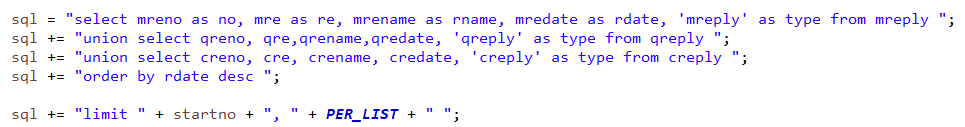 sql = "select mreno as no, mre as re, mrename as rname, mredate as rdate, 'mreply' as type from mreply ";
sql += "union select qreno, qre,qrename,qredate, 'qreply' as type from qreply ";
sql += "union select creno, cre, crename, credate, 'creply' as type from creply ";
sql += "order by rdate desc ";
sql += "limit " + startno + ", " + PER_LIST + " ";